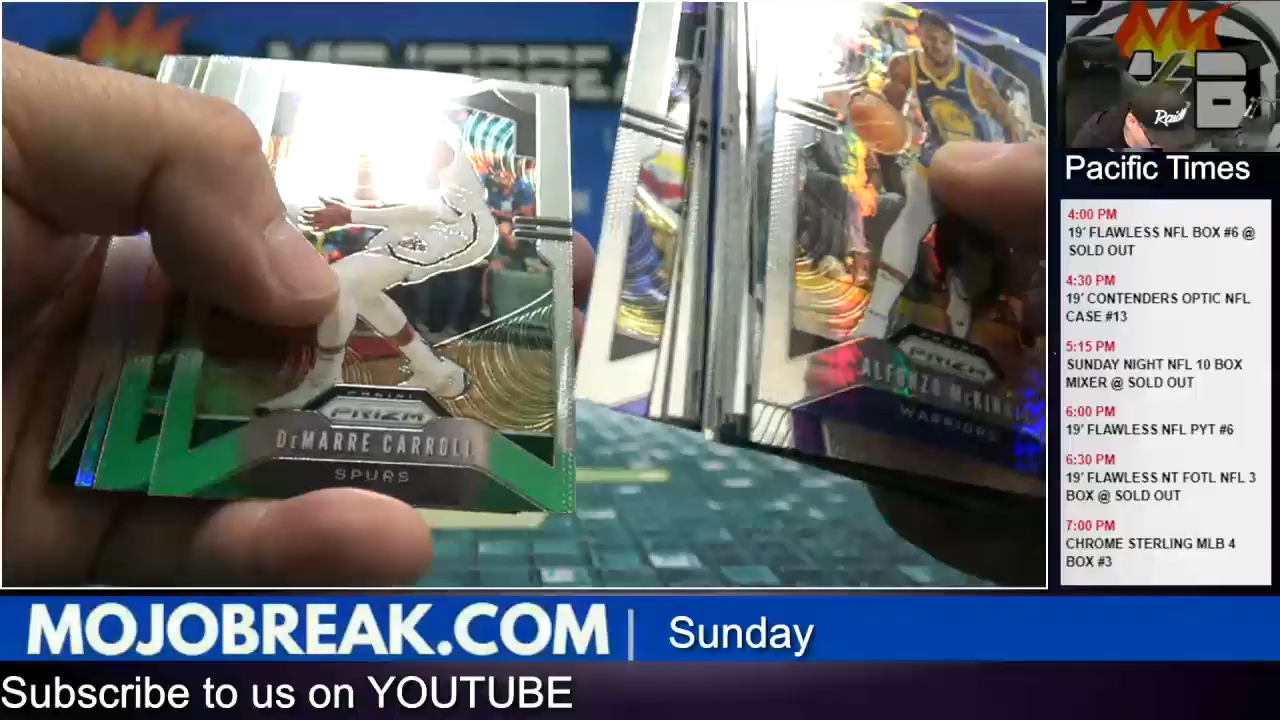 PANINI
PRIZM
DEMARRE CARROLL
SPURS
PRIZM
ALFONZO
WARRIORS
Rai
B
Pacific Times
4:00 PM
19' FLAWLESS NFL BOX #6 @
SOLD OUT
4:30 PM
19' CONTENDERS OPTIC NFL
CASE #13
5:15 PM
SUNDAY NIGHT NFL 10 BOX
MIXER @ SOLD OUT
6:00 PM
19' FLAWLESS NFL PYT #6
6:30 PM
19' FLAWLESS NT FOTL NFL 3
BOX @ SOLD OUT
7:00 PM
CHROME STERLING MLB 4
BOX #3
MOJOBREAK.COM | Sunday
Subscribe to us on YOUTUBE